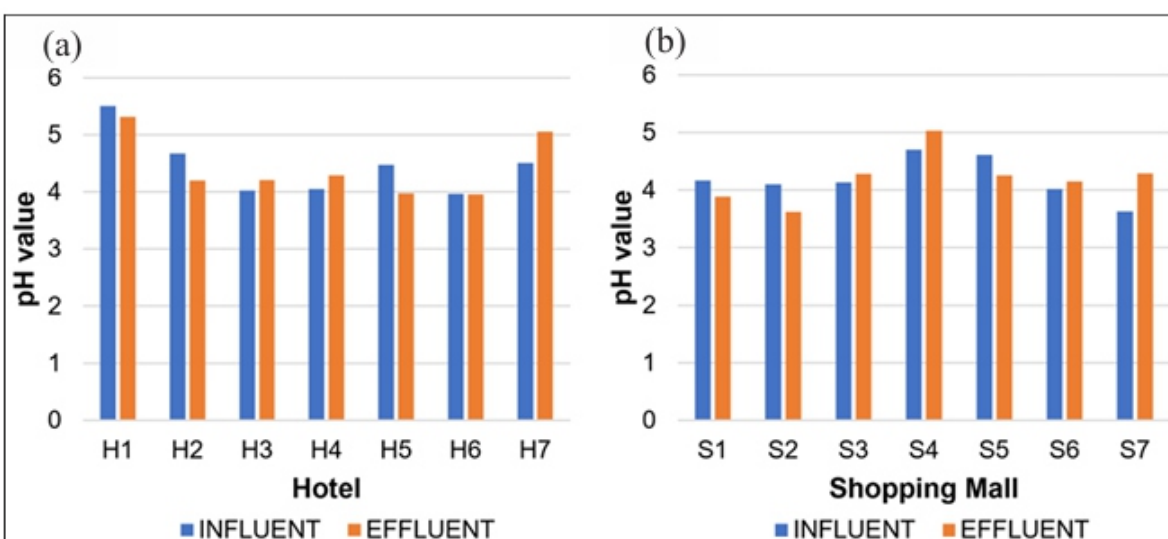 (a)
6
5
4
3
2
1
0
pH value
H1 H2 H3 H4 H5 H6 H7
Hotel
INFLUENT EFFLUENT
(b)
6
5
4
3
2
1
0
pH value
S1 S2 S3 S4 S5 S6 S7
Shopping Mall
INFLUENT EFFLUENT